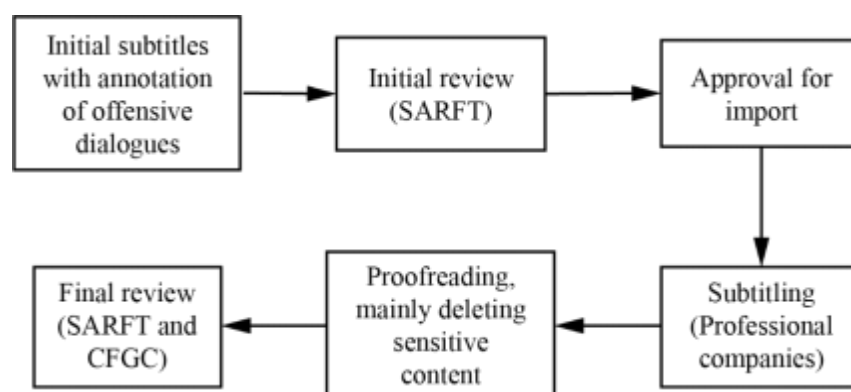 Initial subtitles
with annotation
of offensive
dialogues
Initial review
(SARFT)
Approval for
import
Subtitling
(Professional
companies)
Proofreading,
mainly deleting
sensitive
content
Final review
(SARFT and
CFGC)